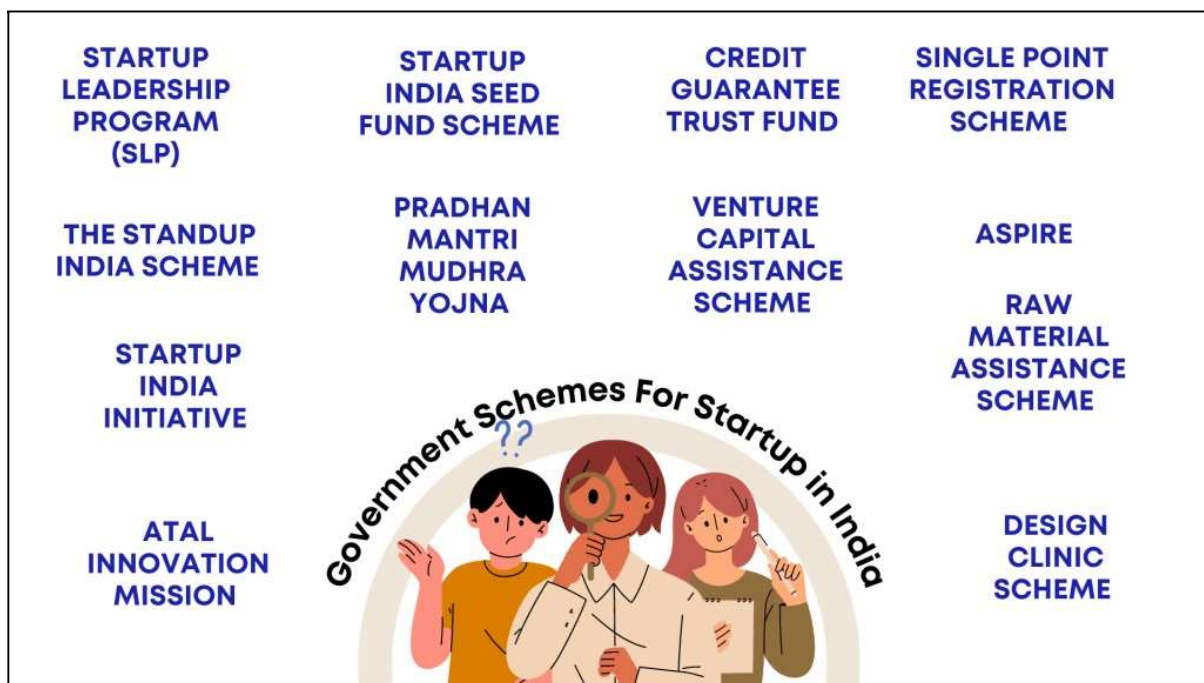 STARTUP
LEADERSHIP
PROGRAM
(SLP)
STARTUP
INDIA SEED
FUND SCHEME
CREDIT
GUARANTEE
TRUST FUND
SINGLE POINT
REGISTRATION
SCHEME
THE STANDUP
INDIA SCHEME
PRADHAN
MANTRI
MUDHRA
YOJNA
VENTURE
CAPITAL
ASSISTANCE
SCHEME
ASPIRE
STARTUP
INDIA
INITIATIVE
RAW
MATERIAL
ASSISTANCE
SCHEME
Government Schemes For Startup in India
??
ATAL
INNOVATION
MISSION
DESIGN
CLINIC
SCHEME